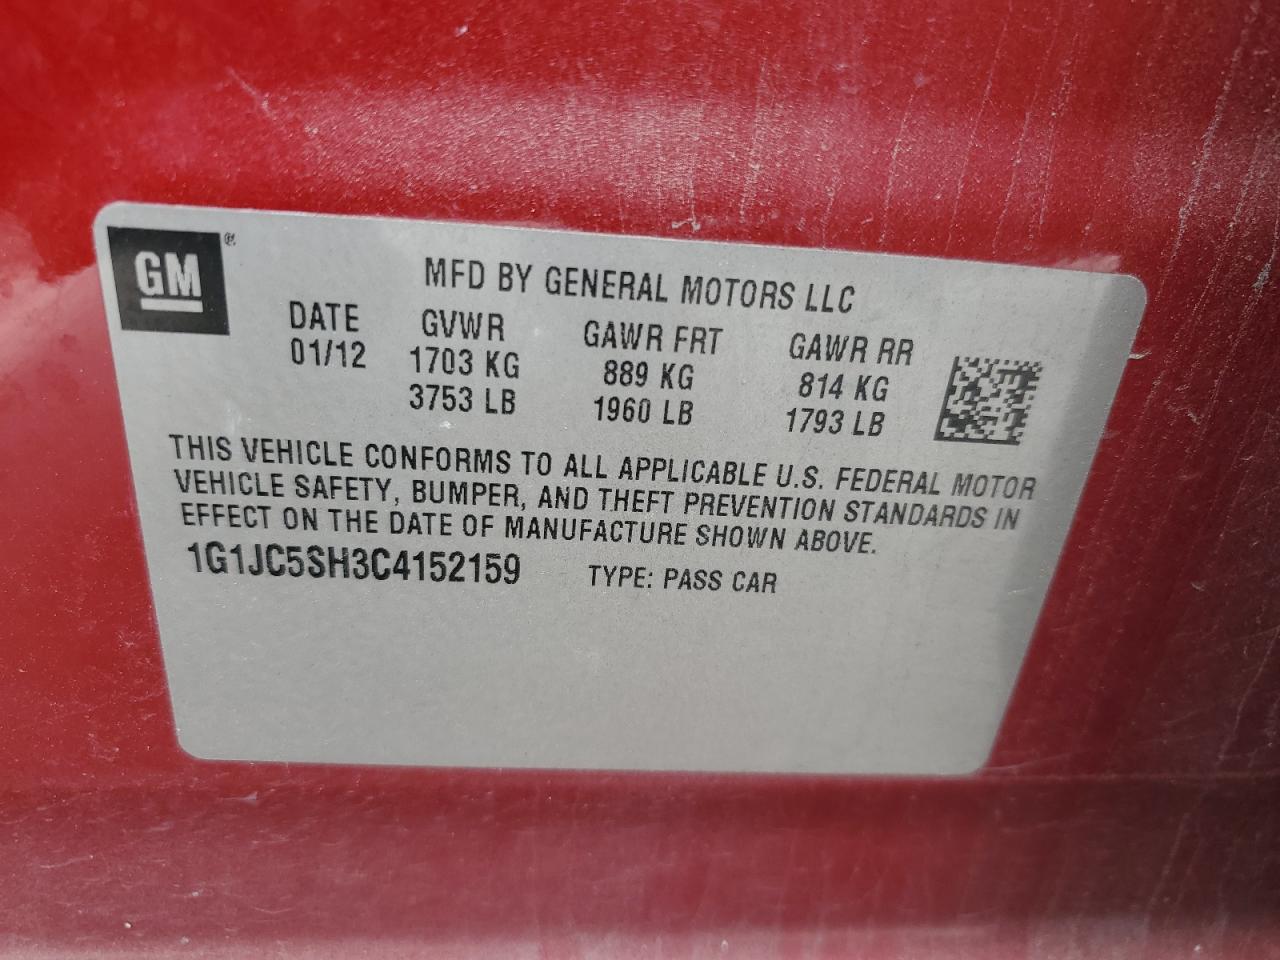 GM ®
MFD BY GENERAL MOTORS LLC
DATE GVWR GAWR FRT GAWR RR
01/12 1703 KG 889 KG 814 KG
3753 LB 1960 LB 1793 LB
THIS VEHICLE CONFORMS TO ALL APPLICABLE U.S. FEDERAL MOTOR
VEHICLE SAFETY, BUMPER, AND THEFT PREVENTION STANDARDS IN
EFFECT ON THE DATE OF MANUFACTURE SHOWN ABOVE.
1G1JC5SH3C4152159 TYPE: PASS CAR